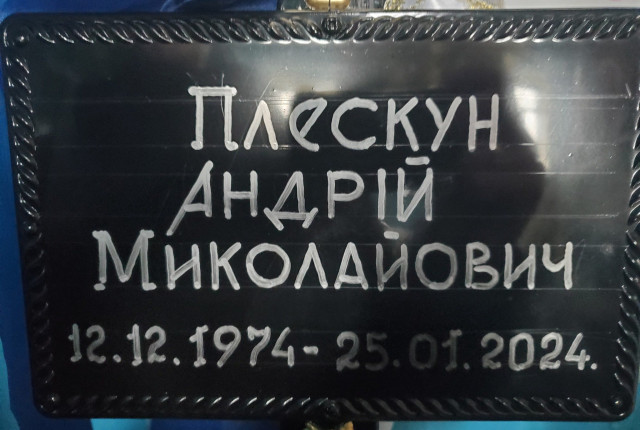 Плескун
Андрій
Миколайович
12.12.1974- 25.01.2024.